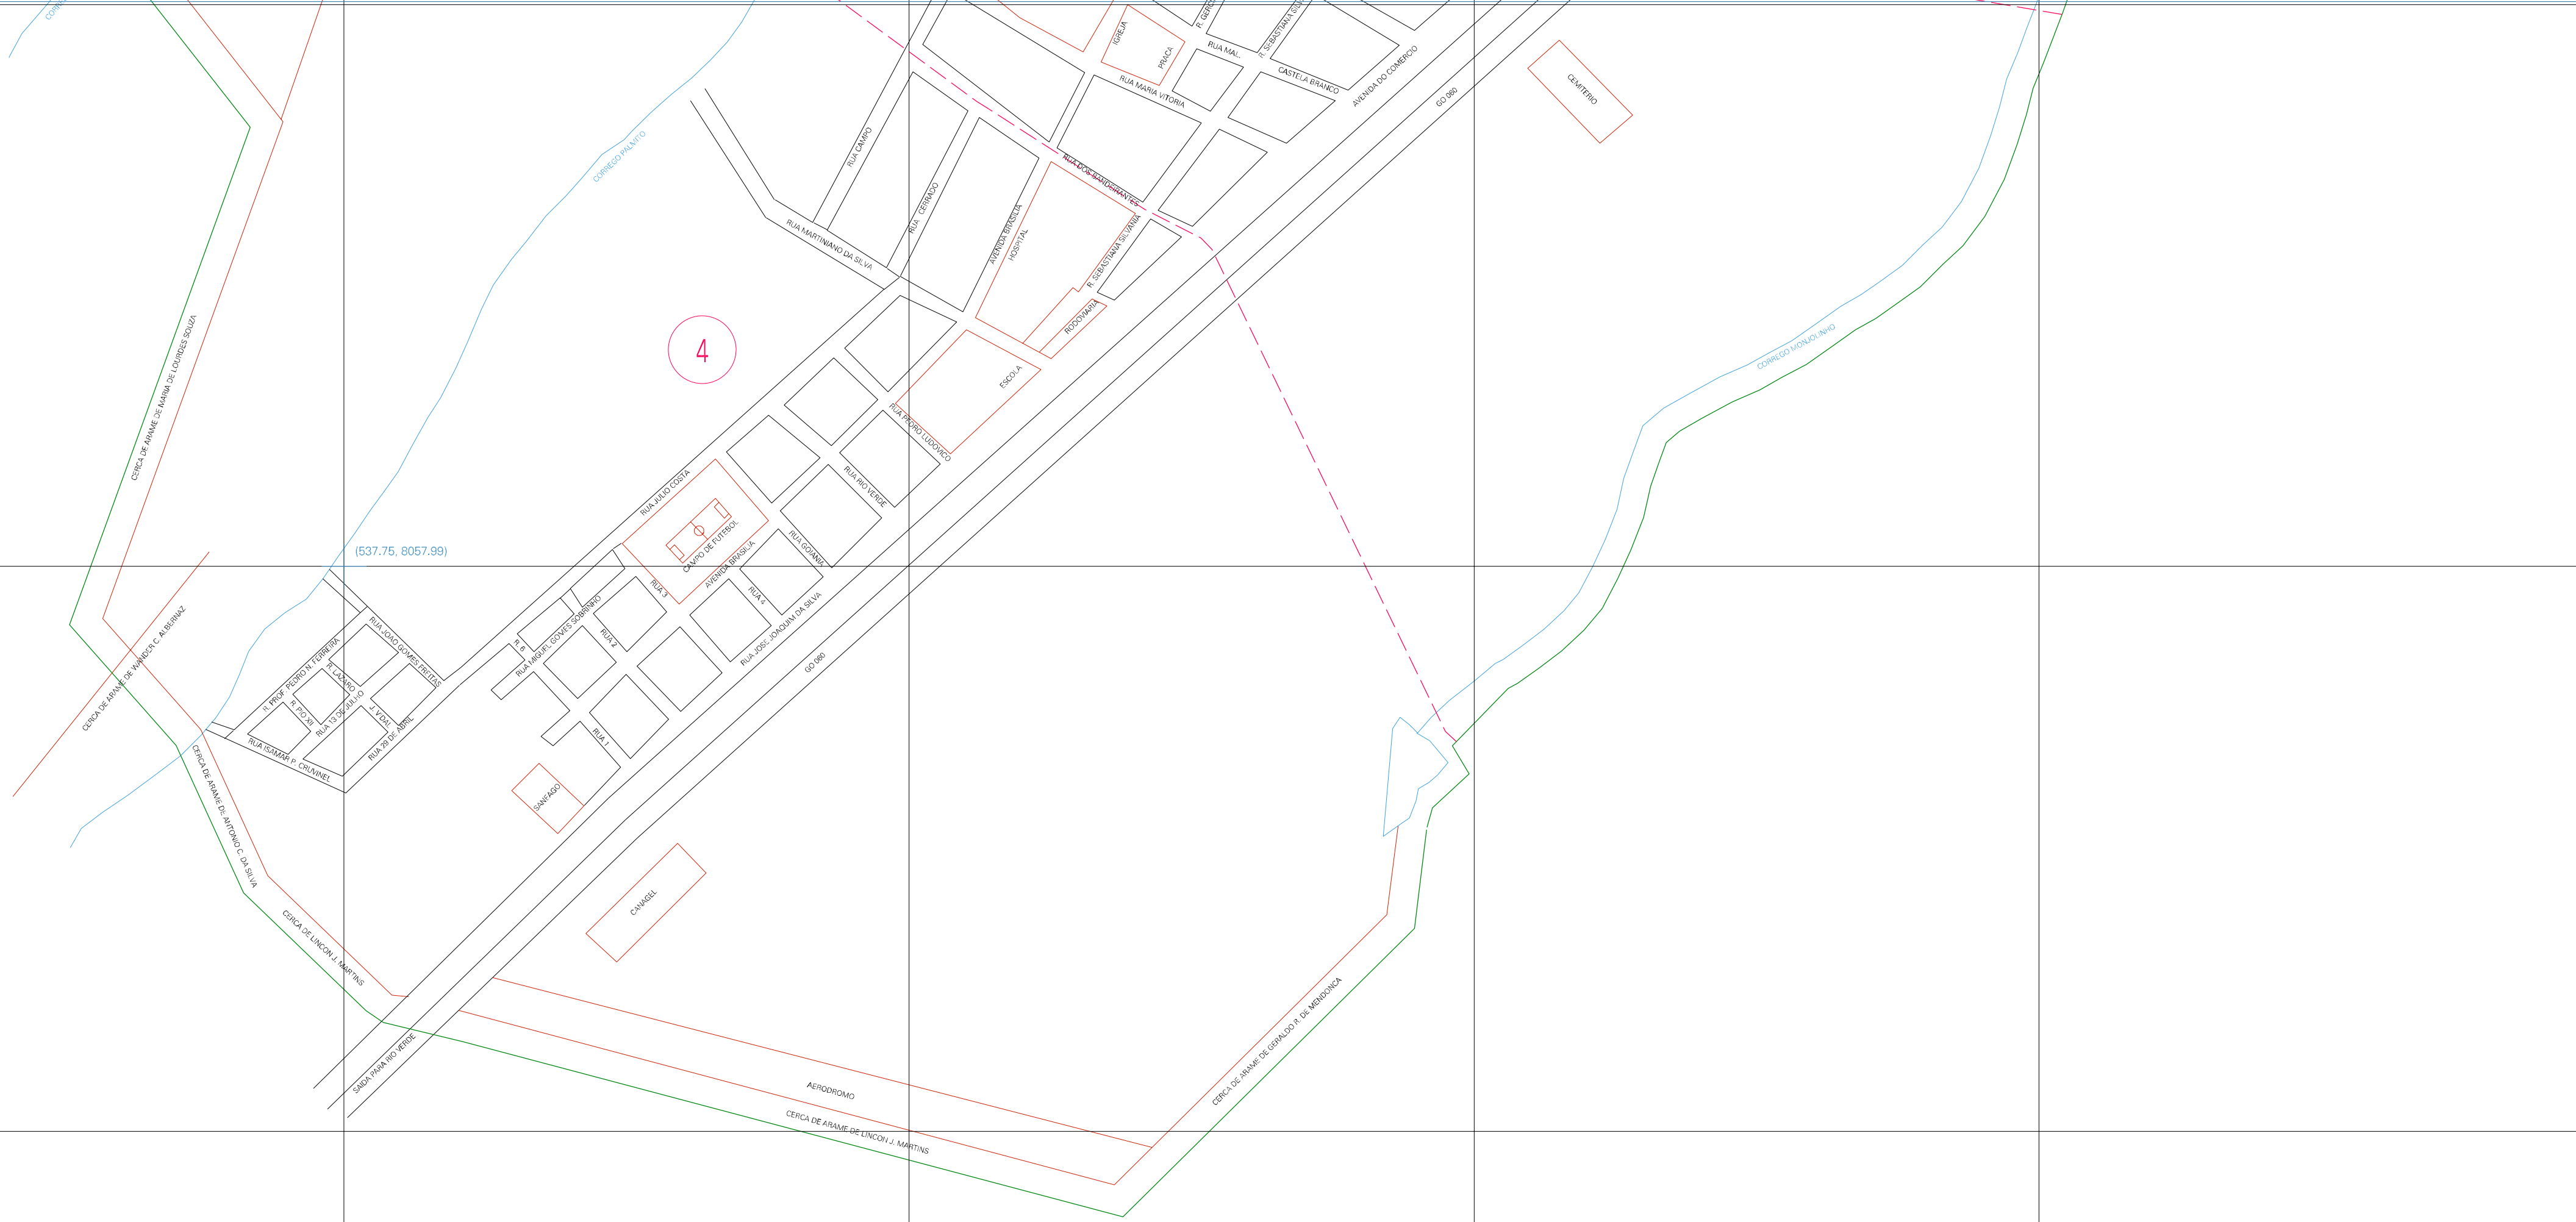 IGREJA
PRACA
RUA MAL.
R. SEBASTIANA
CASTELA BRANCO
AVENIDA DO COMERCIO
GO 060
CEMITERIO
RUA MARIA VITORIA
CORREGO PALMITO
RUA CAMPO
RUA CERRADO
RUA DOS BANDEIRANTES
RUA MARTINIANO DA SILVA
AVENIDA BRASILIA
HOSPITAL
R. SEBASTIANA SILVANIA
RODOVIARIA
CORREGO MONJOLINHO
4
CERCA DE ARAME DE MARIA DE LOURDES SOUZA
ESCOLA
RUA PEDRO LUDOVICO
RUA RIO VERDE
RUA JULIO COSTA
CAMPO DE FUTEBOL
AVENIDA BRASILIA
RUA GOIANIA
(537.75, 8057.99)
RUA 3
RUA 4
RUA JOSE JOAQUIM DA SILVA
GO 060
RUA MIGUEL GOMES SOBRINHO
RUA 2
R. 6
RUA 1
RUA JOAO GOMES FREITAS
R. PROF. PEDRO N. FERREIRA
R. LAZARO
J. VIDAL
R. PIO XII
RUA 13 DE JULHO
RUA 29 DE ABRIL
RUA ISAMAR P. CRUVINEL
CERCA DE ARAME DE WANDER C. ALBERNAZ
CERCA DE ARAME DE ANTONIO C. DA SILVA
SANEAGO
CANAGEL
CERCA DE LINCON J. MARTINS
SAIDA PARA RIO VERDE
AERODROMO
CERCA DE ARAME DE LINCON J. MARTINS
CERCA DE ARAME DE GERALDO R. DE MENDONCA